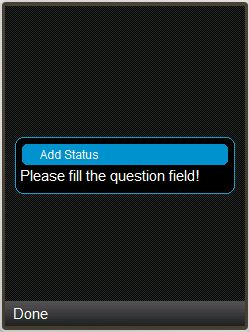 Add Status
Please fill the question field!
Done